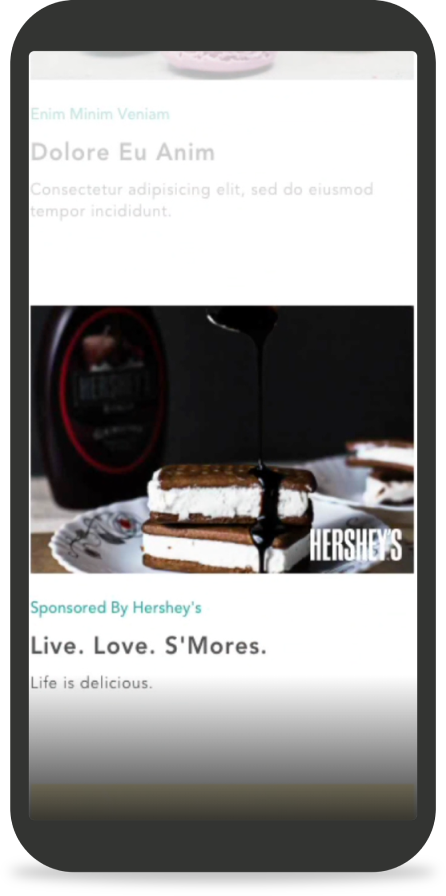 Enim Minim Veniam
Dolore Eu Anim
Consectetur adipisicing elit, sed do eiusmod
tempor incididunt.
HERSHEY'S
HERSHEY'S
Sponsored By Hershey's
Live. Love. S'Mores.
Life is delicious.